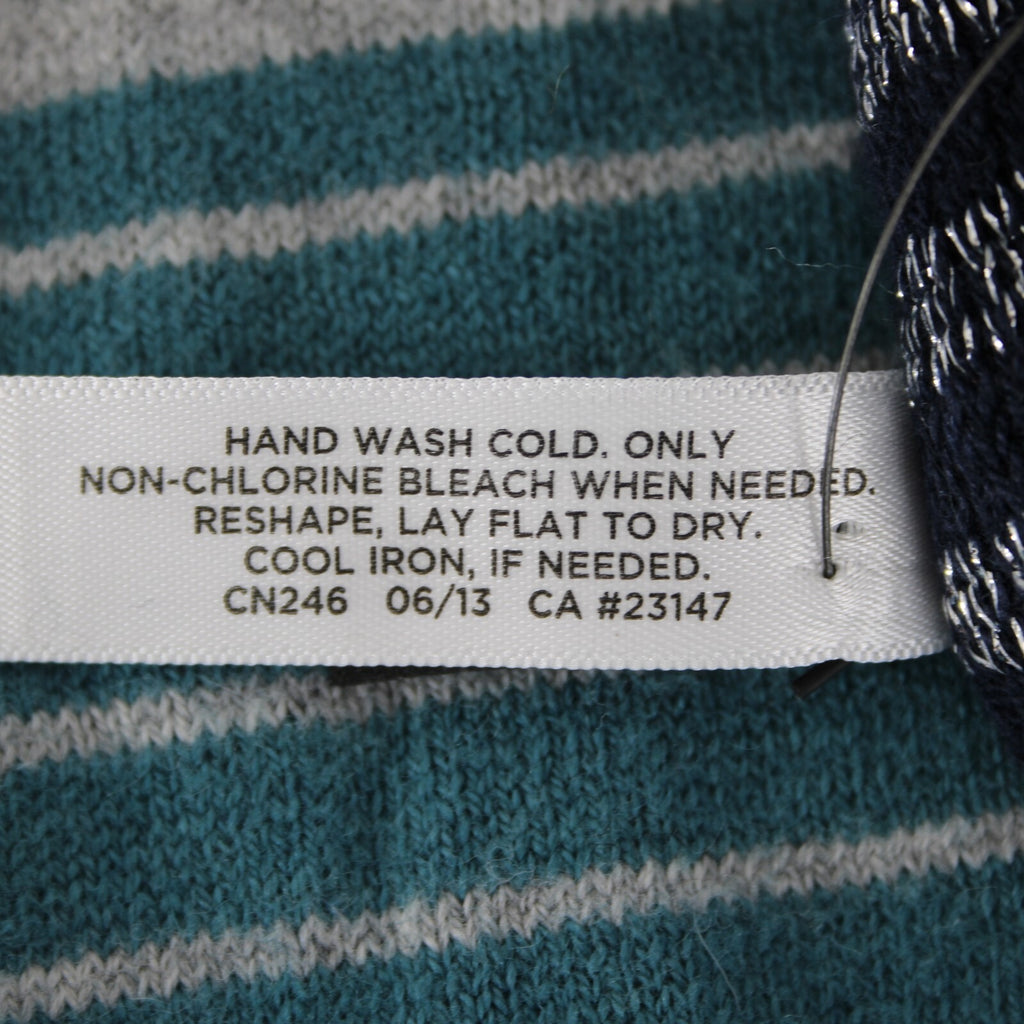 HAND WASH COLD. ONLY
NON-CHLORINE BLEACH WHEN NEEDED.
RESHAPE, LAY FLAT TO DRY.
COOL IRON, IF NEEDED.
CN246 06/13 CA #23147